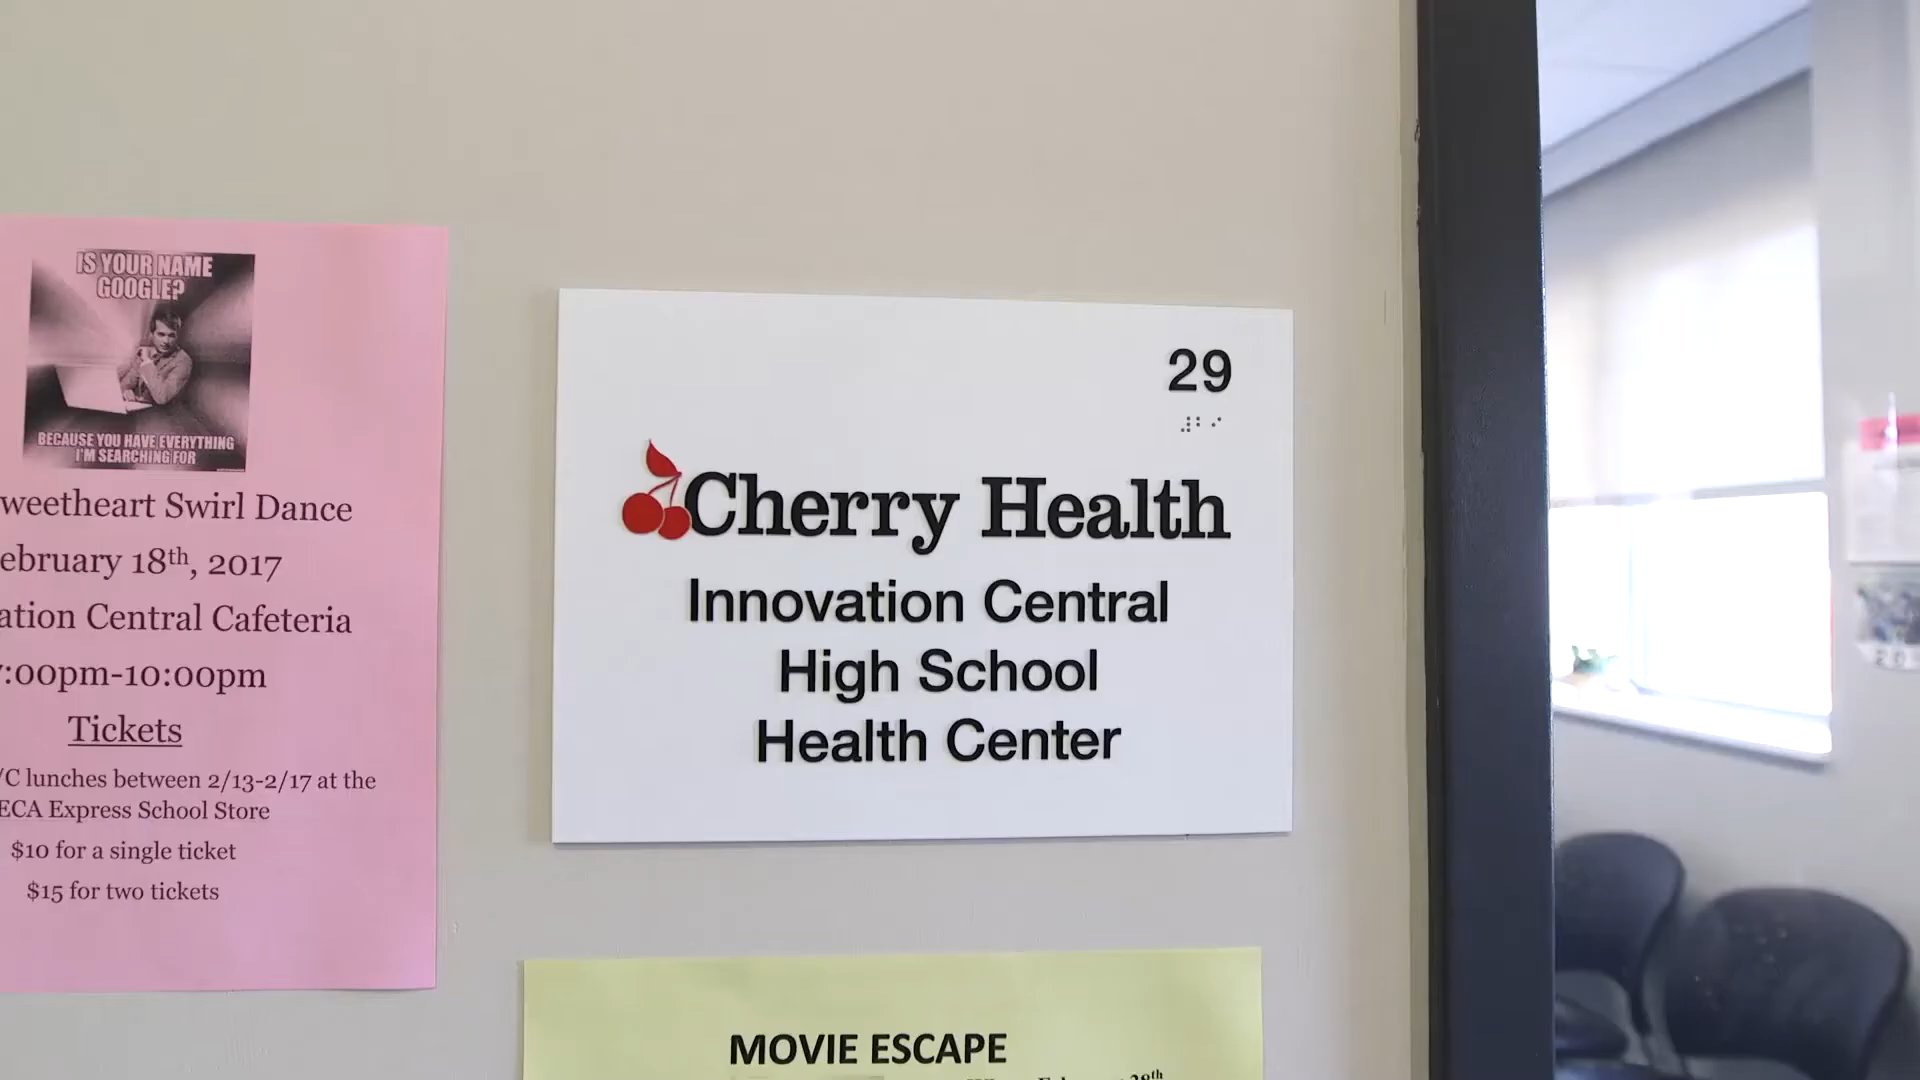 IS YOUR NAME
GOOGLE?
BECAUSE YOU HAVE EVERYTHING
I'M SEARCHING FOR
weetheart Swirl Dance
ebruary 18th, 2017
ation Central Cafeteria
:00pm-10:00pm
Tickets
/C lunches between 2/13-2/17 at the
ECA Express School Store
$10 for a single ticket
$15 for two tickets
29
Cherry Health
Innovation Central
High School
Health Center
MOVIE ESCAPE